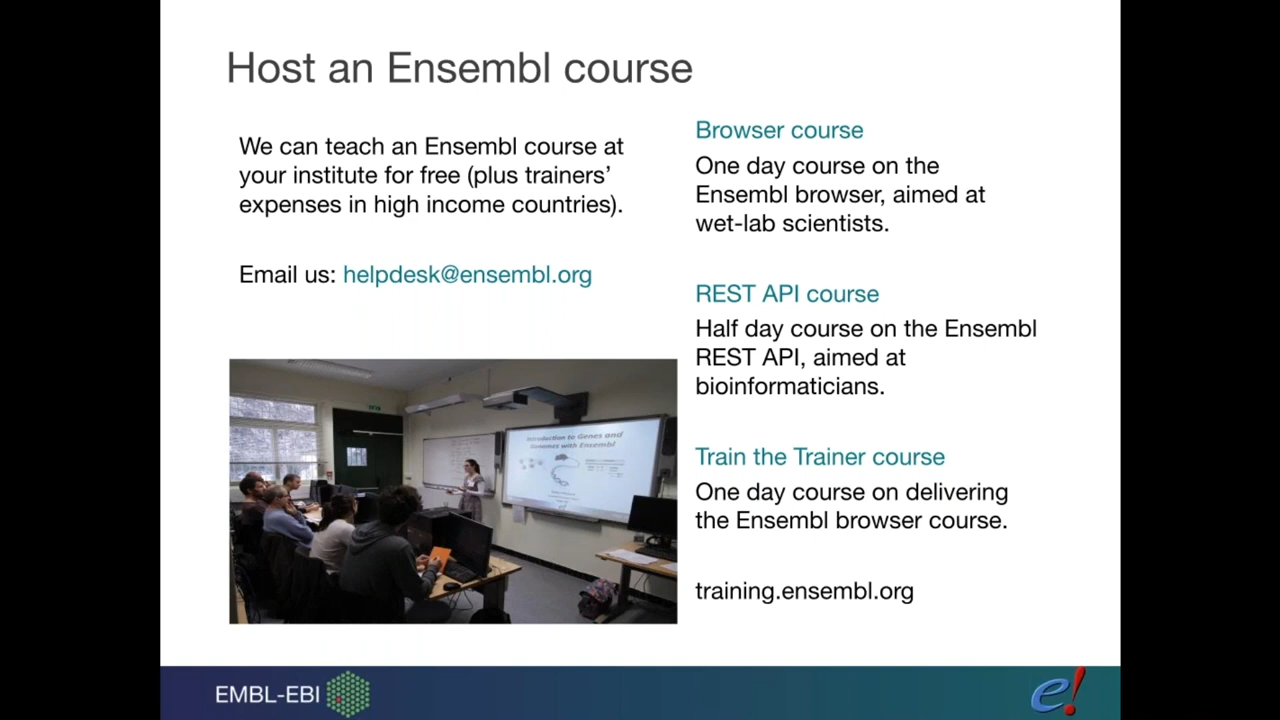 Host an Ensembl course
We can teach an Ensembl course at
your institute for free (plus trainers’
expenses in high income countries).
Email us: helpdesk@ensembl.org
Introduction to Genes and
Genomes with Ensembl
Browser course
One day course on the
Ensembl browser, aimed at
wet-lab scientists.
REST API course
Half day course on the Ensembl
REST API, aimed at
bioinformaticians.
Train the Trainer course
One day course on delivering
the Ensembl browser course.
training.ensembl.org
EMBL-EBI
e!